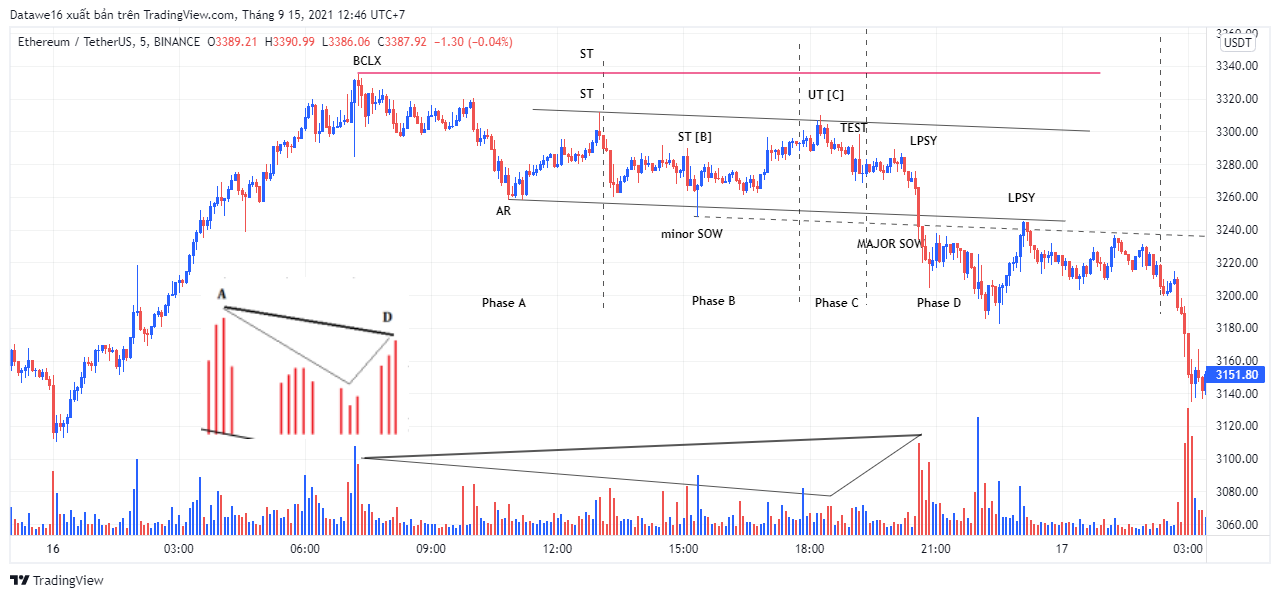 Datawe16 xuất bản trên TradingView.com, Tháng 9 15, 2021 12:46 UTC+7
Ethereum / TetherUS, 5, BINANCE O3389.21 H3390.99 L3386.06 C3387.92 −1.30 (−0.04%)
3360.00
USDT
ST
BCLX
3340.00
ST
UT [C]
3320.00
TEST
3300.00
ST [B]
LPSY
3280.00
3260.00
LPSY
AR
minor SOW
MAJOR SOW
3240.00
3220.00
Phase A
Phase B
Phase C
Phase D
3200.00
A
D
3180.00
3160.00
3151.80
3140.00
3120.00
3100.00
3080.00
3060.00
16 03:00 06:00 09:00 12:00 15:00 18:00 21:00 17 03:00
TradingView